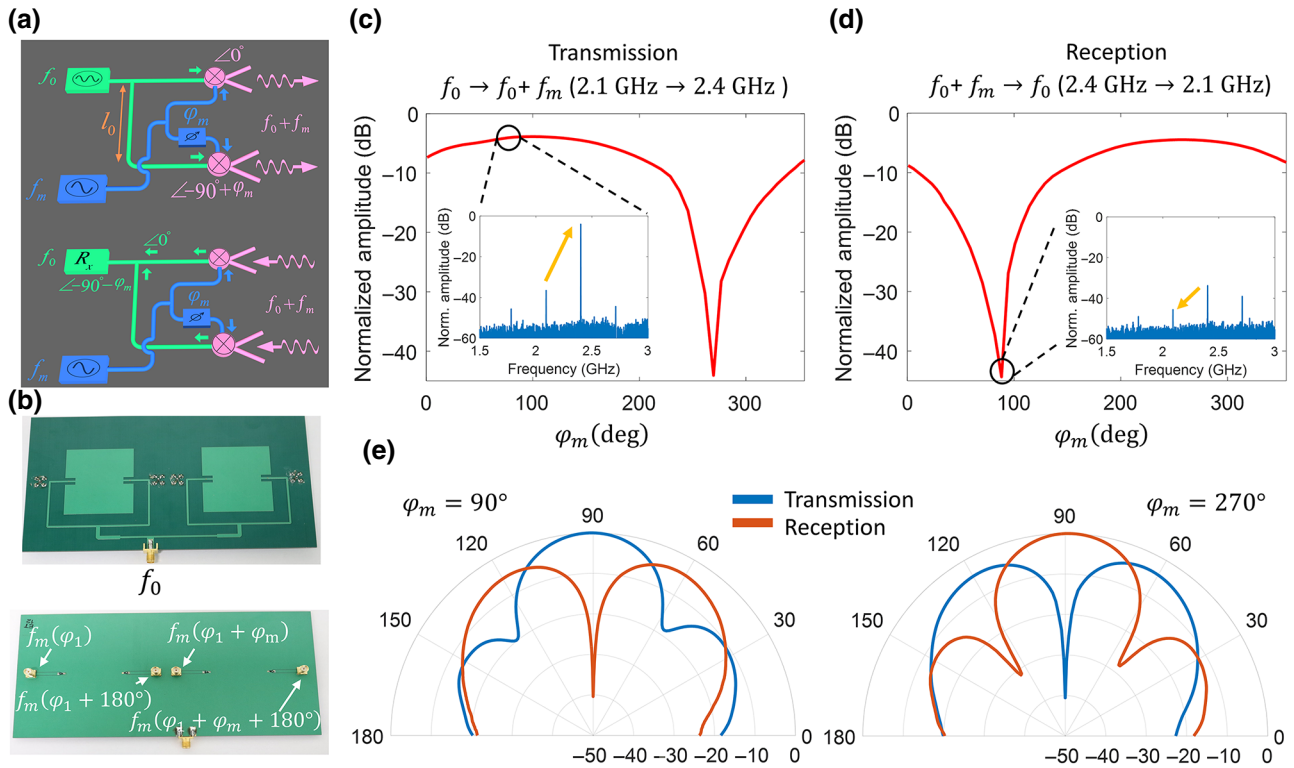 (a)
f₀
∠0°
l₀
φₘ
f₀+fₘ
fₘ
∠−90°+φₘ
f₀
Rₓ
∠0°
∠−90°−φₘ
φₘ
f₀+fₘ
fₘ
(b)
f₀
fₘ(φ₁)
fₘ(φ₁ + φₘ)
fₘ(φ₁ + 180°)
fₘ(φ₁ + φₘ + 180°)
(c)
Transmission
f₀ → f₀+ fₘ (2.1 GHz → 2.4 GHz )
Normalized amplitude (dB)
0
−10
−20
−30
−40
0 100 200 300
φₘ(deg)
Norm. amplitude (dB)
0
−20
−40
−60
1.5 2 2.5 3
Frequency (GHz)
(d)
Reception
f₀+ fₘ → f₀ (2.4 GHz → 2.1 GHz)
Normalized amplitude (dB)
0
−10
−20
−30
−40
0 100 200 300
φₘ(deg)
Norm. amplitude (dB)
0
−20
−40
−60
1.5 2 2.5 3
Frequency (GHz)
(e)
φₘ = 90°
Transmission
Reception
φₘ = 270°
90
120 60
150 30
180 0
−50 −40 −30 −20 −10 0
90
120 60
150 30
180 0
−50 −40 −30 −20 −10 0